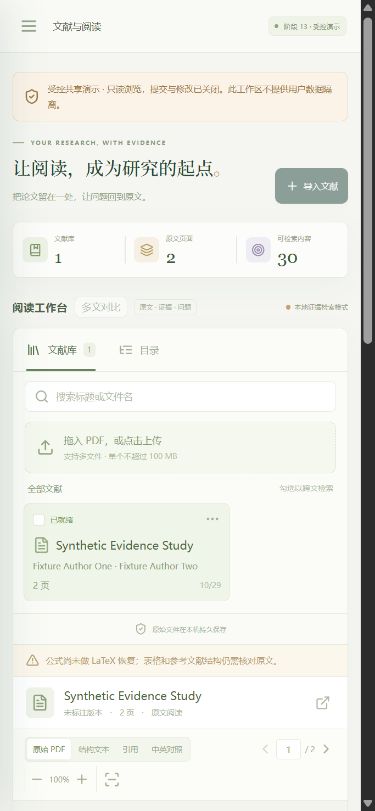 文献与阅读
阶段 13 · 受控演示
受控共享演示 · 只读浏览，提交与修改已关闭。此工作区不提供用户数据隔
离。
YOUR RESEARCH, WITH EVIDENCE
让阅读，成为研究的起点。
把论文留在一处，让问题回到原文。
导入文献
文献库
1
原文页面
2
可检索内容
30
阅读工作台
多文对比
原文 · 证据 · 问题
本地证据检索模式
文献库 1
目录
搜索标题或文件名
拖入 PDF，或点击上传
支持多文件 · 单个不超过 100 MB
全部文献
勾选以跨文检索
已就绪
Synthetic Evidence Study
Fixture Author One · Fixture Author Two
2 页
10/29
原始文件在本机持久保存
公式尚未做 LaTeX 恢复；表格和参考文献结构仍需核对原文。
Synthetic Evidence Study
未标注版本 · 2 页 · 原文阅读
原始 PDF
结构文本
引用
中英对照
1 / 2
100%